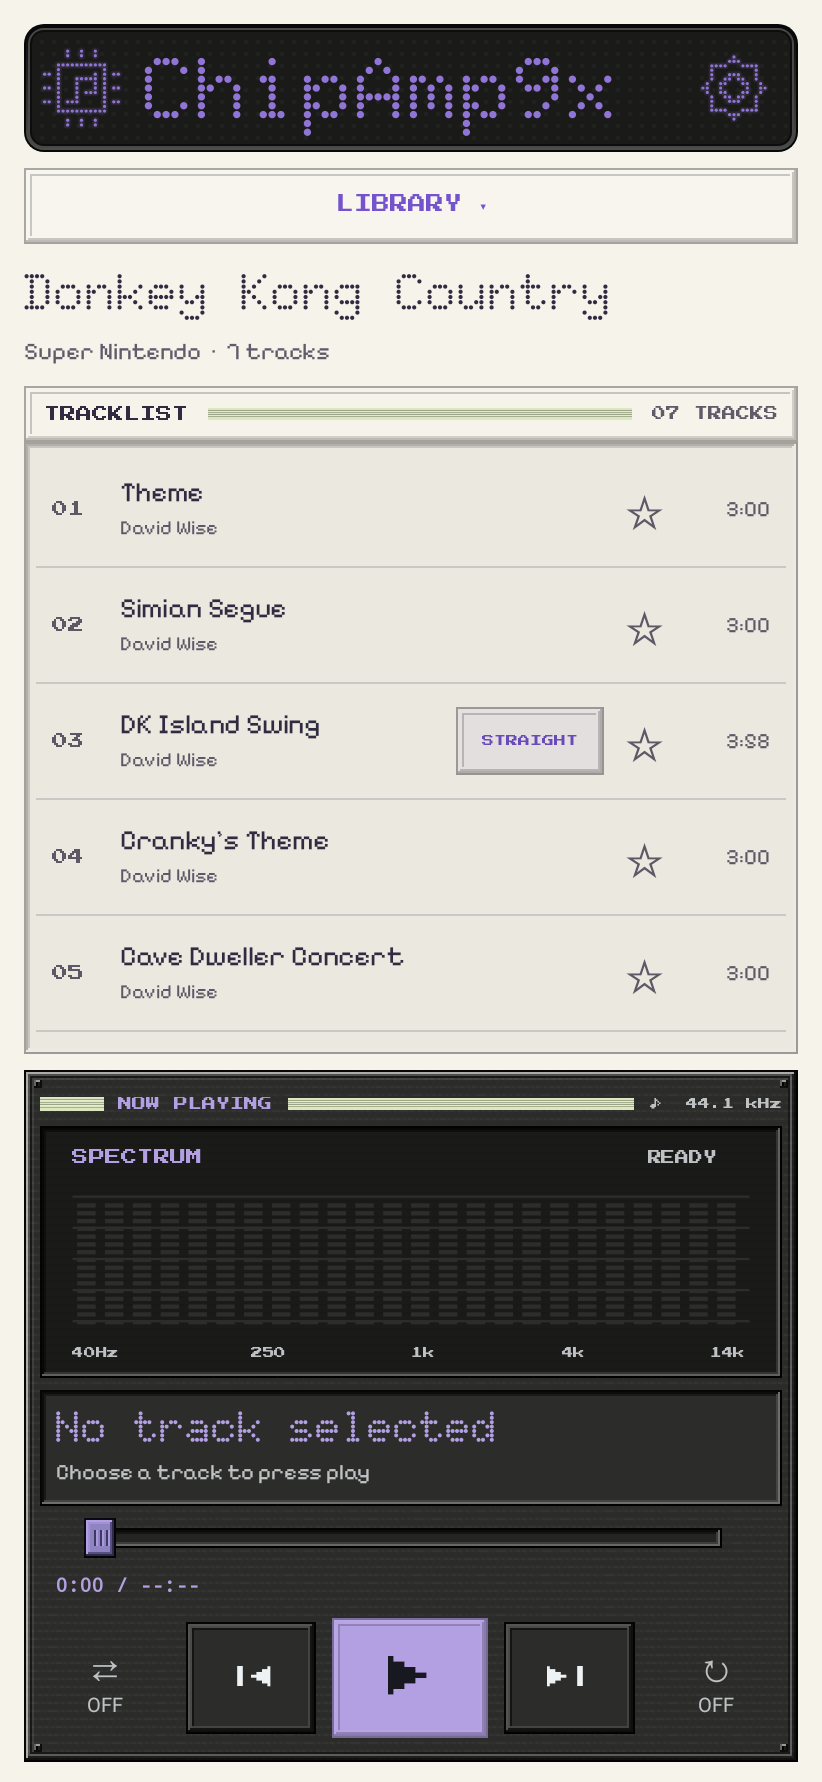 ChipAmp9x
LIBRARY ▾
Donkey Kong Country
Super Nintendo · 7 tracks
TRACKLIST 07 TRACKS
01 Theme 3:00
David Wise
02 Simian Segue 3:00
David Wise
03 DK Island Swing STRAIGHT 3:98
David Wise
04 Cranky's Theme 3:00
David Wise
05 Cave Dweller Concert 3:00
David Wise
NOW PLAYING ♪ 44.1 kHz
SPECTRUM READY
40Hz 250 1k 4k 14k
No track selected
Choose a track to press play
0:00 / --:--
OFF OFF